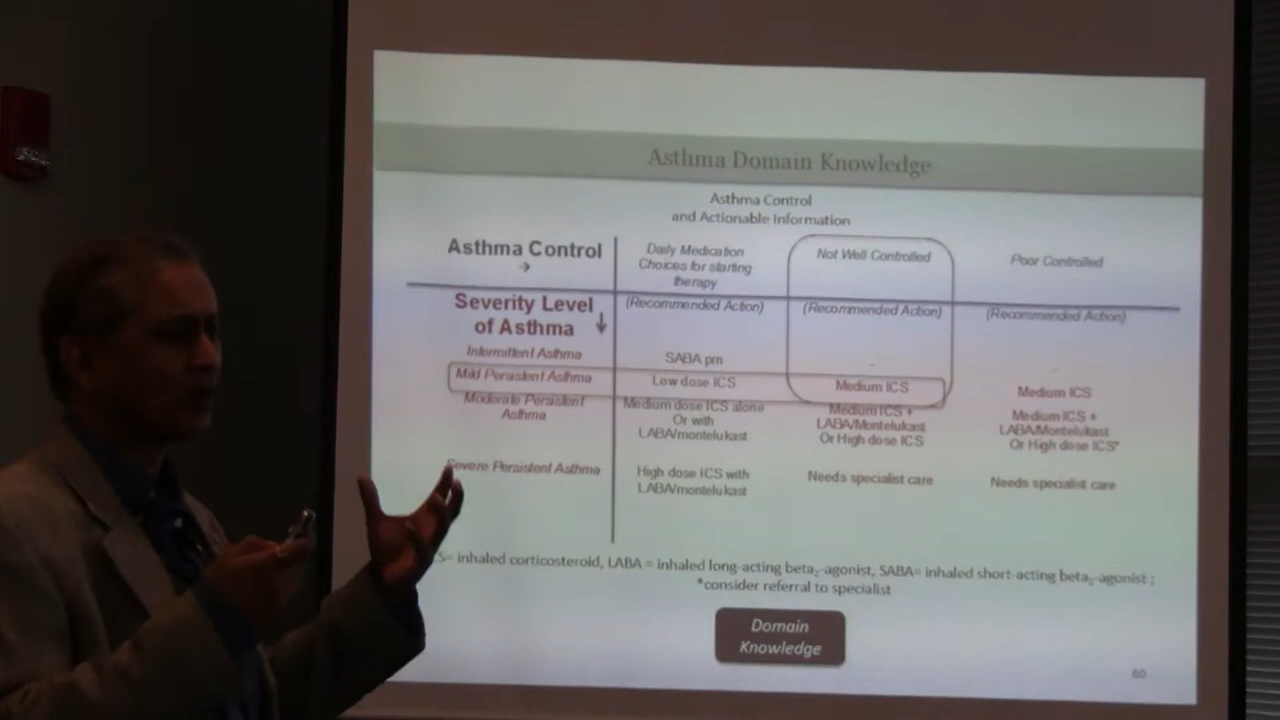 Asthma Domain Knowledge
Asthma Control
and Actionable Information
Asthma Control
→
Daily Medication
Choices for starting
therapy
Not Well Controlled
Poor Controlled
Severity Level
of Asthma ↓
(Recommended Action)
(Recommended Action)
(Recommended Action)
Intermittent Asthma
SABA prn
Mild Persistent Asthma
Low dose ICS
Medium ICS
Medium ICS
Moderate Persistent
Asthma
Medium dose ICS alone
Or with
LABA/montelukast
Medium ICS +
LABA/Montelukast
Or High dose ICS
Medium ICS +
LABA/Montelukast
Or High dose ICS*
Severe Persistent Asthma
High dose ICS with
LABA/montelukast
Needs specialist care
Needs specialist care
CS= inhaled corticosteroid, LABA = inhaled long-acting beta₂-agonist, SABA= inhaled short-acting beta₂-agonist ;
*consider referral to specialist
Domain
Knowledge
80